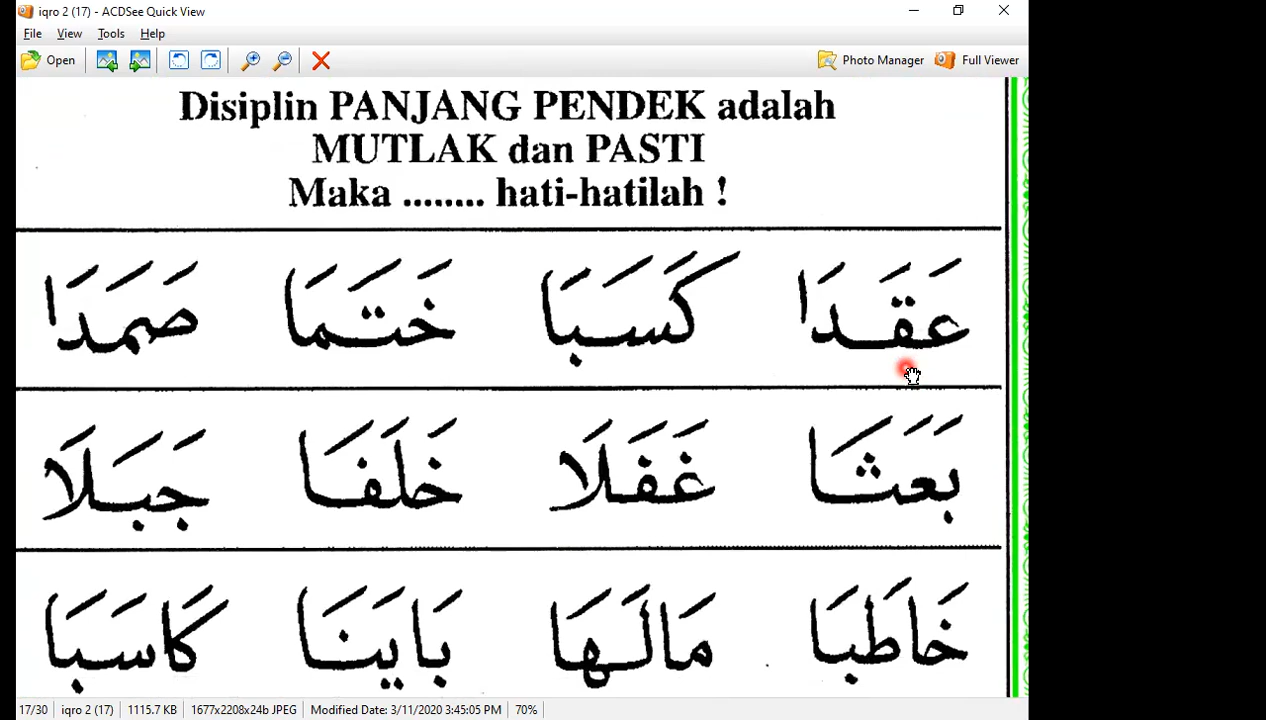 iqro 2 (17) - ACDSee Quick View
File View Tools Help
Open Photo Manager Full Viewer
Disiplin PANJANG PENDEK adalah
MUTLAK dan PASTI
Maka ........ hati-hatilah !
عَقَدَا كَسَبَا خَتَمَا صَمَدَا
بَعَثَا غَفَلَا خَلَفَا جَبَلَا
خَاطَبَا مَالَهَا بَايَنَا كَاسَبَا
17/30 iqro 2 (17) 1115.7 KB 1677x2208x24b JPEG Modified Date: 3/11/2020 3:45:05 PM 70%